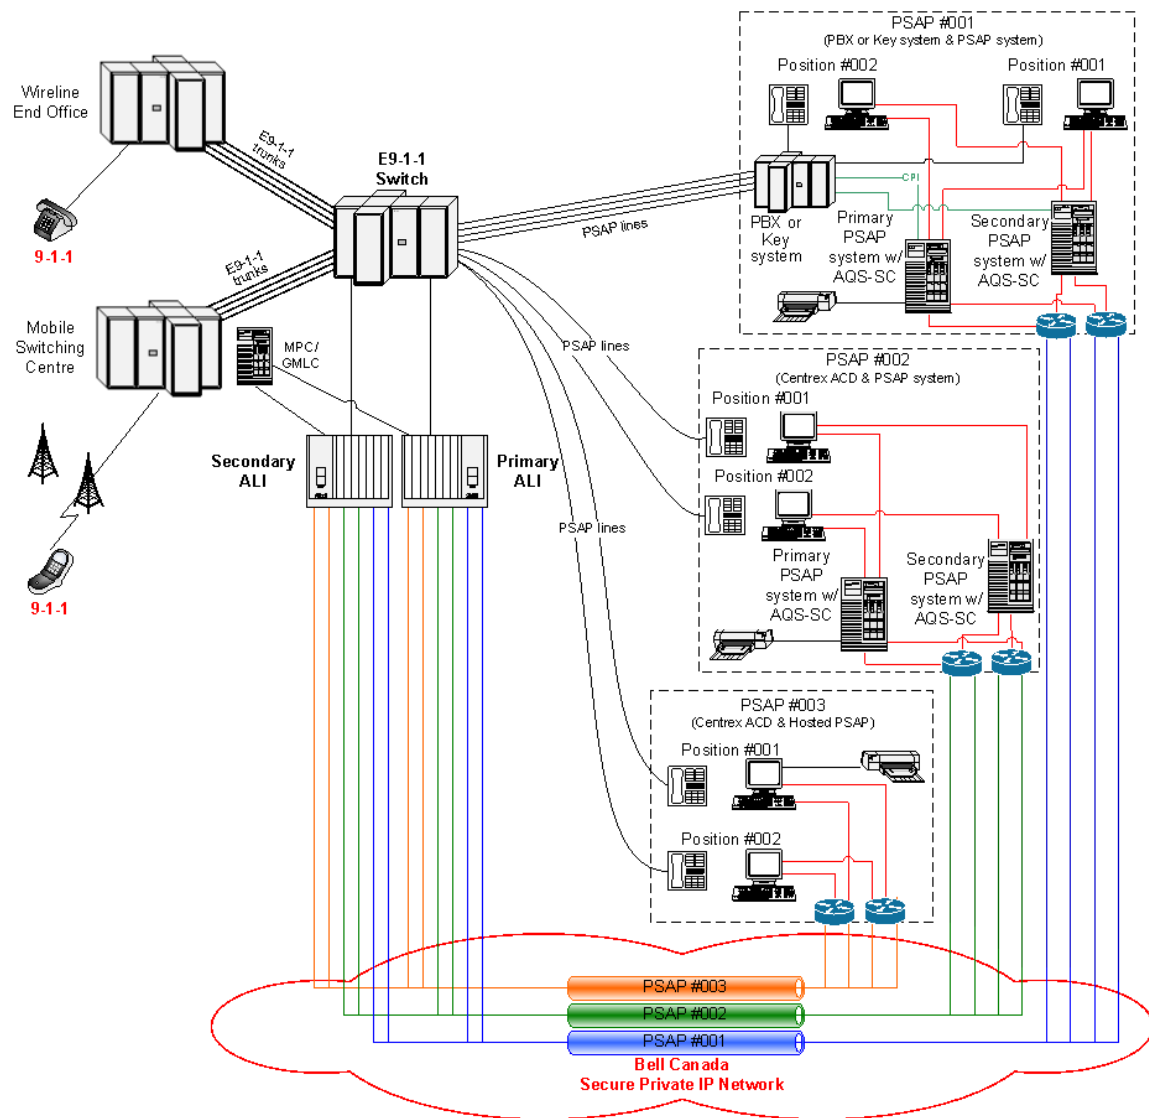 PSAP #001
(PBX or Key system & PSAP system)
Position #002
Position #001
Wireline
End Office
E9-1-1
trunks
E9-1-1
Switch
9-1-1
PSAP lines
CPI
PBX or
Key
system
Primary
PSAP
system w/
AQS-SC
Secondary
PSAP
system w/
AQS-SC
E9-1-1
trunks
Mobile
Switching
Centre
MPC/
GMLC
PSAP lines
PSAP #002
(Centrex ACD & PSAP system)
Position #001
Position #002
Secondary
ALI
Primary
ALI
PSAP lines
Primary
PSAP
system w/
AQS-SC
Secondary
PSAP
system w/
AQS-SC
9-1-1
PSAP #003
(Centrex ACD & Hosted PSAP)
Position #001
Position #002
PSAP #003
PSAP #002
PSAP #001
Bell Canada
Secure Private IP Network